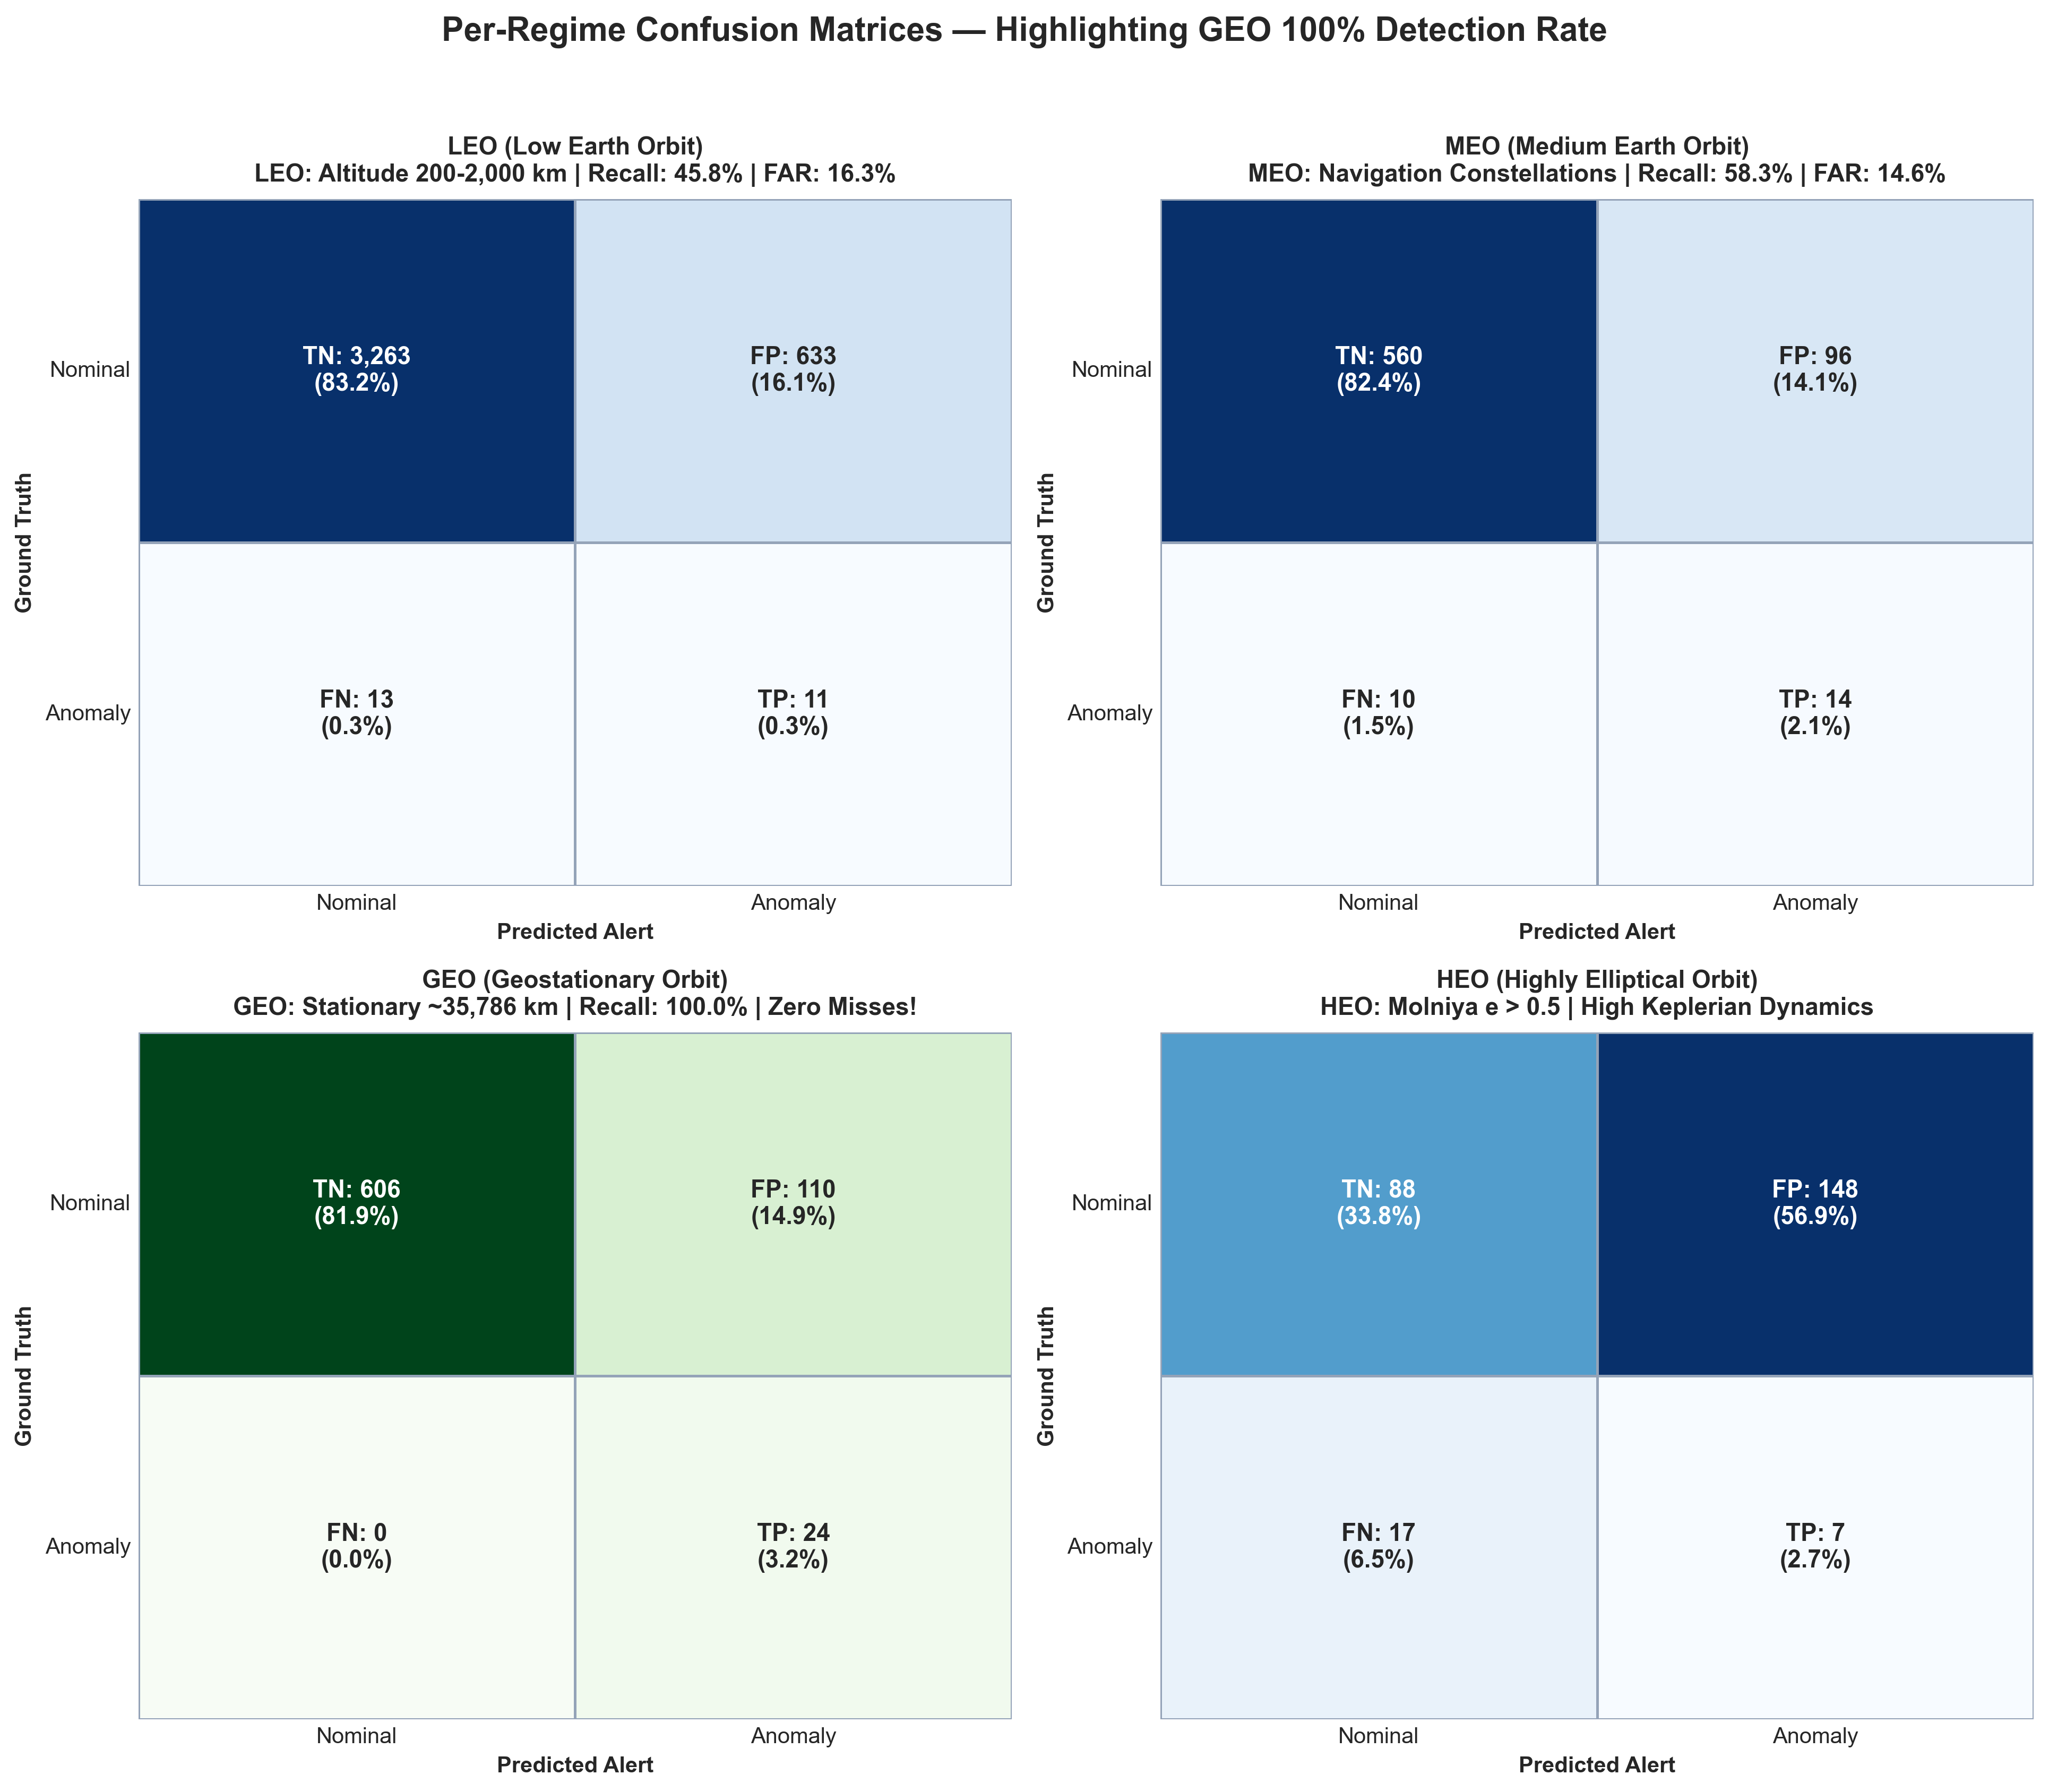 Per-Regime Confusion Matrices — Highlighting GEO 100% Detection Rate
LEO (Low Earth Orbit)
LEO: Altitude 200-2,000 km | Recall: 45.8% | FAR: 16.3%
Ground Truth
Nominal
TN: 3,263
(83.2%)
FP: 633
(16.1%)
Anomaly
FN: 13
(0.3%)
TP: 11
(0.3%)
Nominal
Anomaly
Predicted Alert
MEO (Medium Earth Orbit)
MEO: Navigation Constellations | Recall: 58.3% | FAR: 14.6%
Ground Truth
Nominal
TN: 560
(82.4%)
FP: 96
(14.1%)
Anomaly
FN: 10
(1.5%)
TP: 14
(2.1%)
Nominal
Anomaly
Predicted Alert
GEO (Geostationary Orbit)
GEO: Stationary ~35,786 km | Recall: 100.0% | Zero Misses!
Ground Truth
Nominal
TN: 606
(81.9%)
FP: 110
(14.9%)
Anomaly
FN: 0
(0.0%)
TP: 24
(3.2%)
Nominal
Anomaly
Predicted Alert
HEO (Highly Elliptical Orbit)
HEO: Molniya e > 0.5 | High Keplerian Dynamics
Ground Truth
Nominal
TN: 88
(33.8%)
FP: 148
(56.9%)
Anomaly
FN: 17
(6.5%)
TP: 7
(2.7%)
Nominal
Anomaly
Predicted Alert